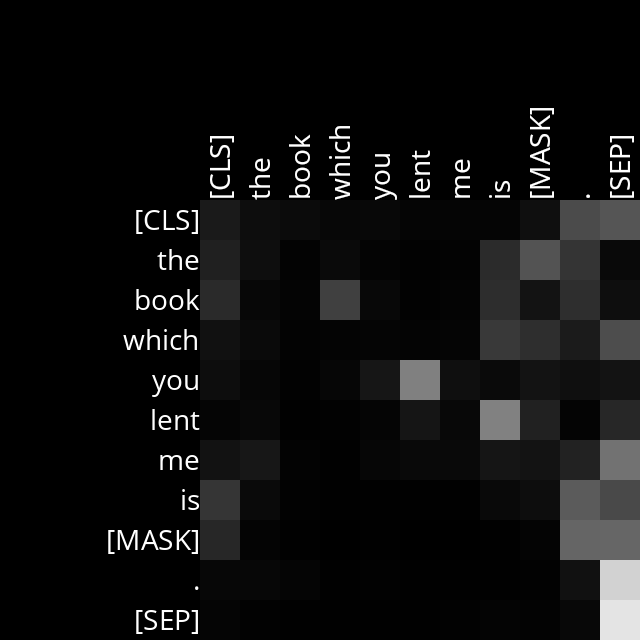 [CLS] the book which you lent me is [MASK] . [SEP]
[CLS]
the
book
which
you
lent
me
is
[MASK]
.
[SEP]